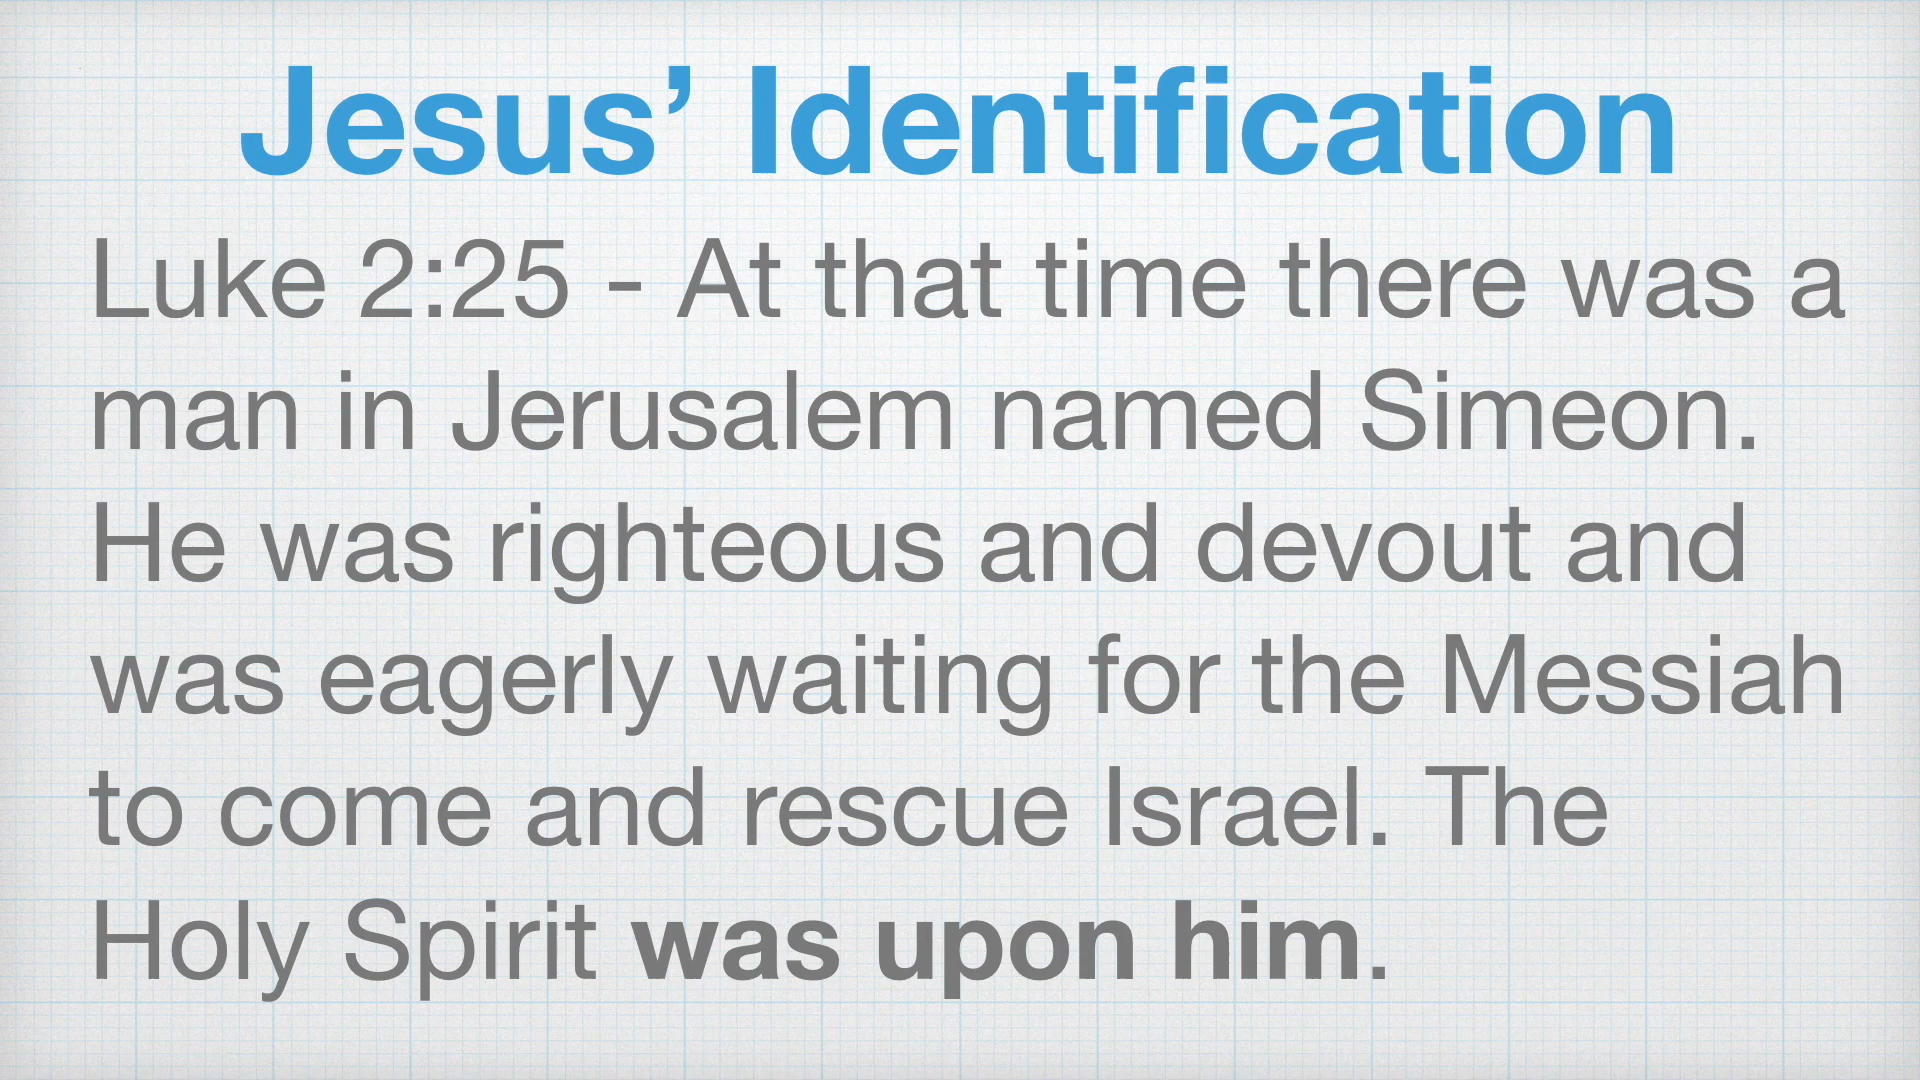 Jesus’ Identification
Luke 2:25 - At that time there was a
man in Jerusalem named Simeon.
He was righteous and devout and
was eagerly waiting for the Messiah
to come and rescue Israel. The
Holy Spirit was upon him.